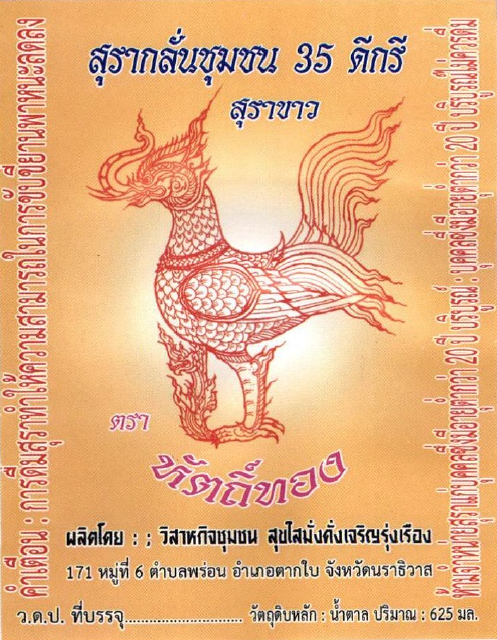 สุรากลั่นชุมชน 35 ดีกรี
สุราขาว
คำเตือน : การดื่มสุราทำให้ความสามารถในการขับขี่ยานพาหนะลดลง
ห้ามจำหน่ายสุราแก่บุคคลซึ่งมีอายุต่ำกว่า 20 ปี บริบูรณ์ : บุคคลซึ่งมีอายุต่ำกว่า 20 ปี บริบูรณ์ไม่ควรดื่ม
ตรา
หัตถ์ทอง
ผลิตโดย : : วิสาหกิจชุมชน สุขใสมั่งคั่งเจริญรุ่งเรือง
171 หมู่ที่ 6 ตำบลพร่อน อำเภอตากใบ จังหวัดนราธิวาส
ว.ด.ป. ที่บรรจุ............................ วัตถุดิบหลัก : น้ำตาล ปริมาณ : 625 มล.